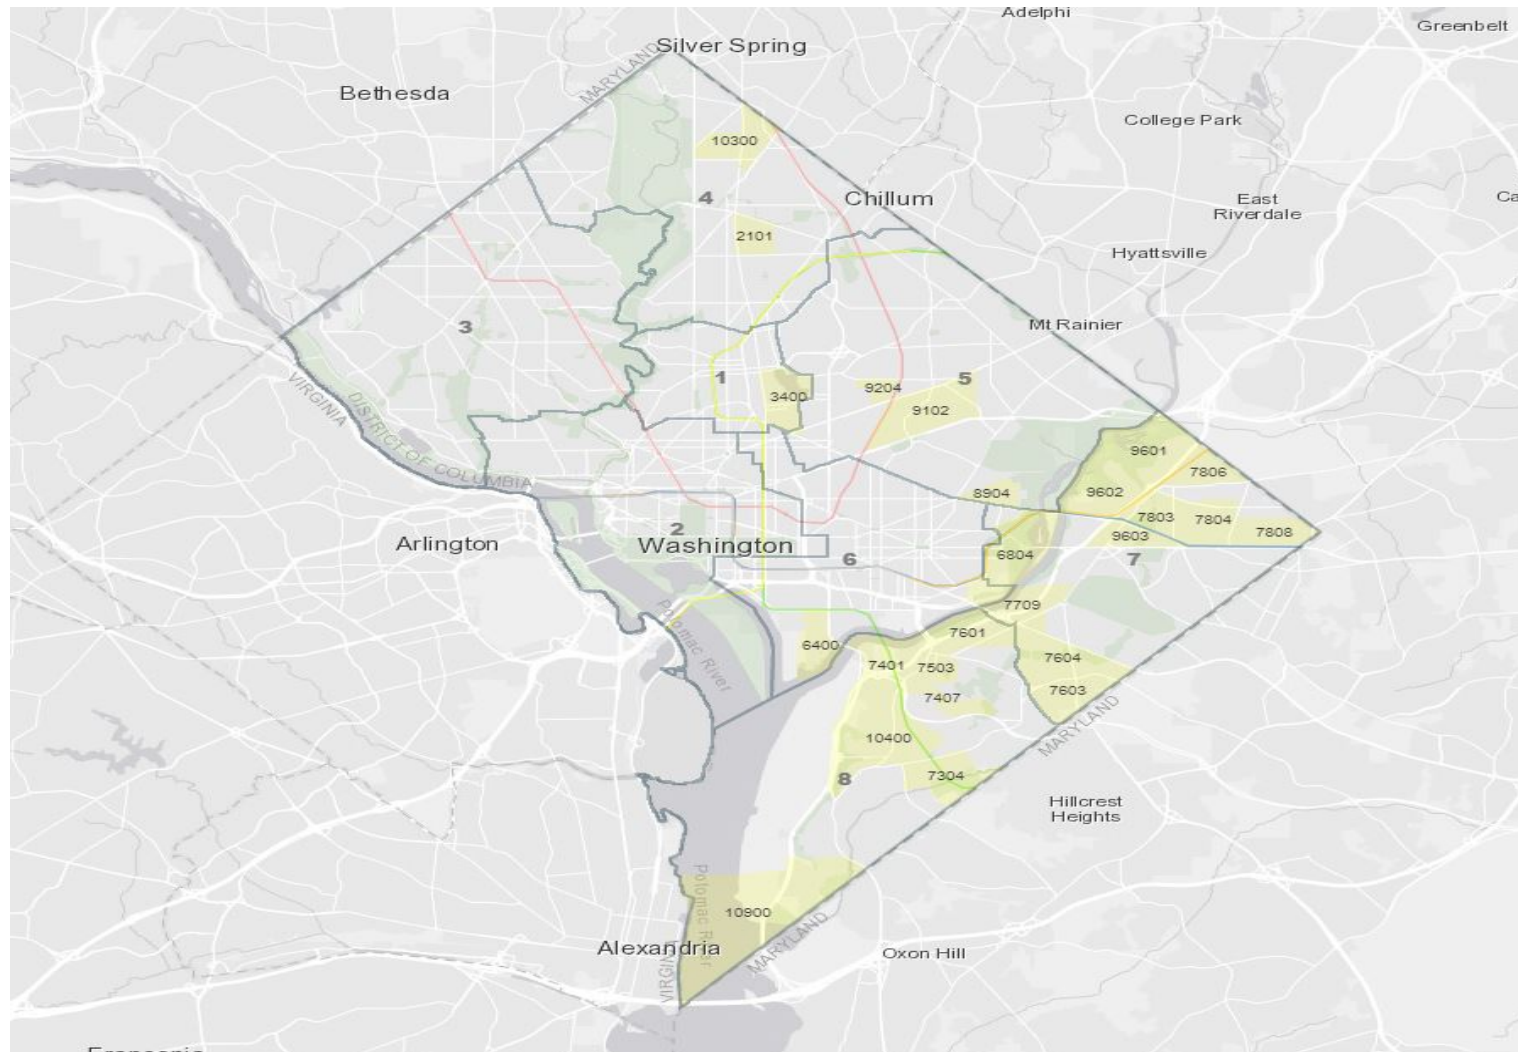 Adelphi
Greenbelt
Silver Spring
MARYLAND
Bethesda
College Park
10300
4
Chillum
East
Riverdale
Ca
2101
Hyattsville
3
Mt Rainier
1
3400
9204
5
9102
VIRGINIA
DISTRICT OF COLUMBIA
9601
7806
9602
8904
7803
7804
7808
9603
2
Arlington
Washington
6
6804
7
7709
Potomac River
6400
7601
7401
7503
7604
7407
7603
MARYLAND
10400
7304
8
Hillcrest
Heights
Potomac River
10900
Alexandria
MARYLAND
VIRGINIA
Oxon Hill